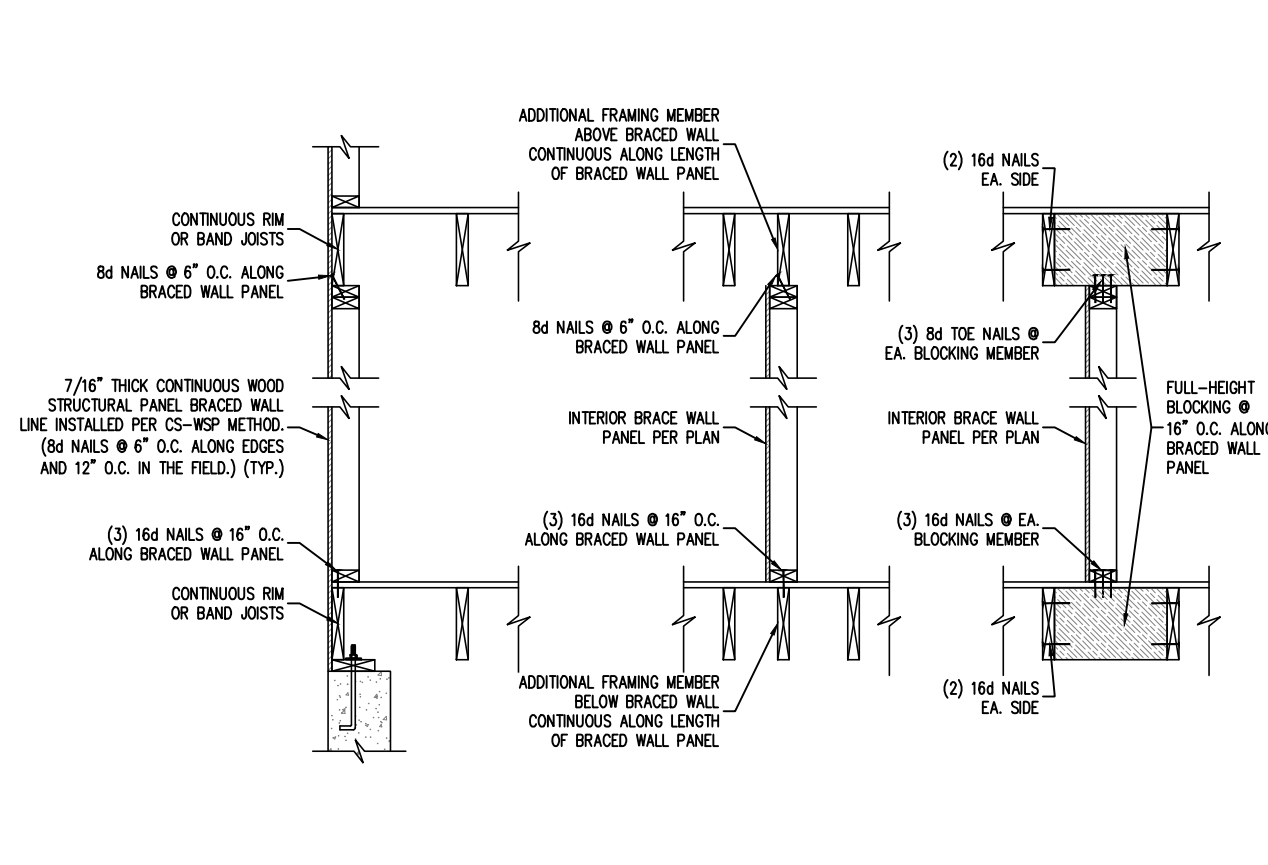 ADDITIONAL FRAMING MEMBER
ABOVE BRACED WALL
CONTINUOUS ALONG LENGTH
OF BRACED WALL PANEL
(2) 16d NAILS
EA. SIDE
CONTINUOUS RIM
OR BAND JOISTS
8d NAILS @ 6" O.C. ALONG
BRACED WALL PANEL
8d NAILS @ 6" O.C. ALONG
BRACED WALL PANEL
(3) 8d TOE NAILS @
EA. BLOCKING MEMBER
7/16" THICK CONTINUOUS WOOD
STRUCTURAL PANEL BRACED WALL
LINE INSTALLED PER CS-WSP METHOD.
(8d NAILS @ 6" O.C. ALONG EDGES
AND 12" O.C. IN THE FIELD.) (TYP.)
INTERIOR BRACE WALL
PANEL PER PLAN
INTERIOR BRACE WALL
PANEL PER PLAN
FULL-HEIGHT
BLOCKING @
16" O.C. ALONG
BRACED WALL
PANEL
(3) 16d NAILS @ 16" O.C.
ALONG BRACED WALL PANEL
(3) 16d NAILS @ 16" O.C.
ALONG BRACED WALL PANEL
(3) 16d NAILS @ EA.
BLOCKING MEMBER
CONTINUOUS RIM
OR BAND JOISTS
ADDITIONAL FRAMING MEMBER
BELOW BRACED WALL
CONTINUOUS ALONG LENGTH
OF BRACED WALL PANEL
(2) 16d NAILS
EA. SIDE